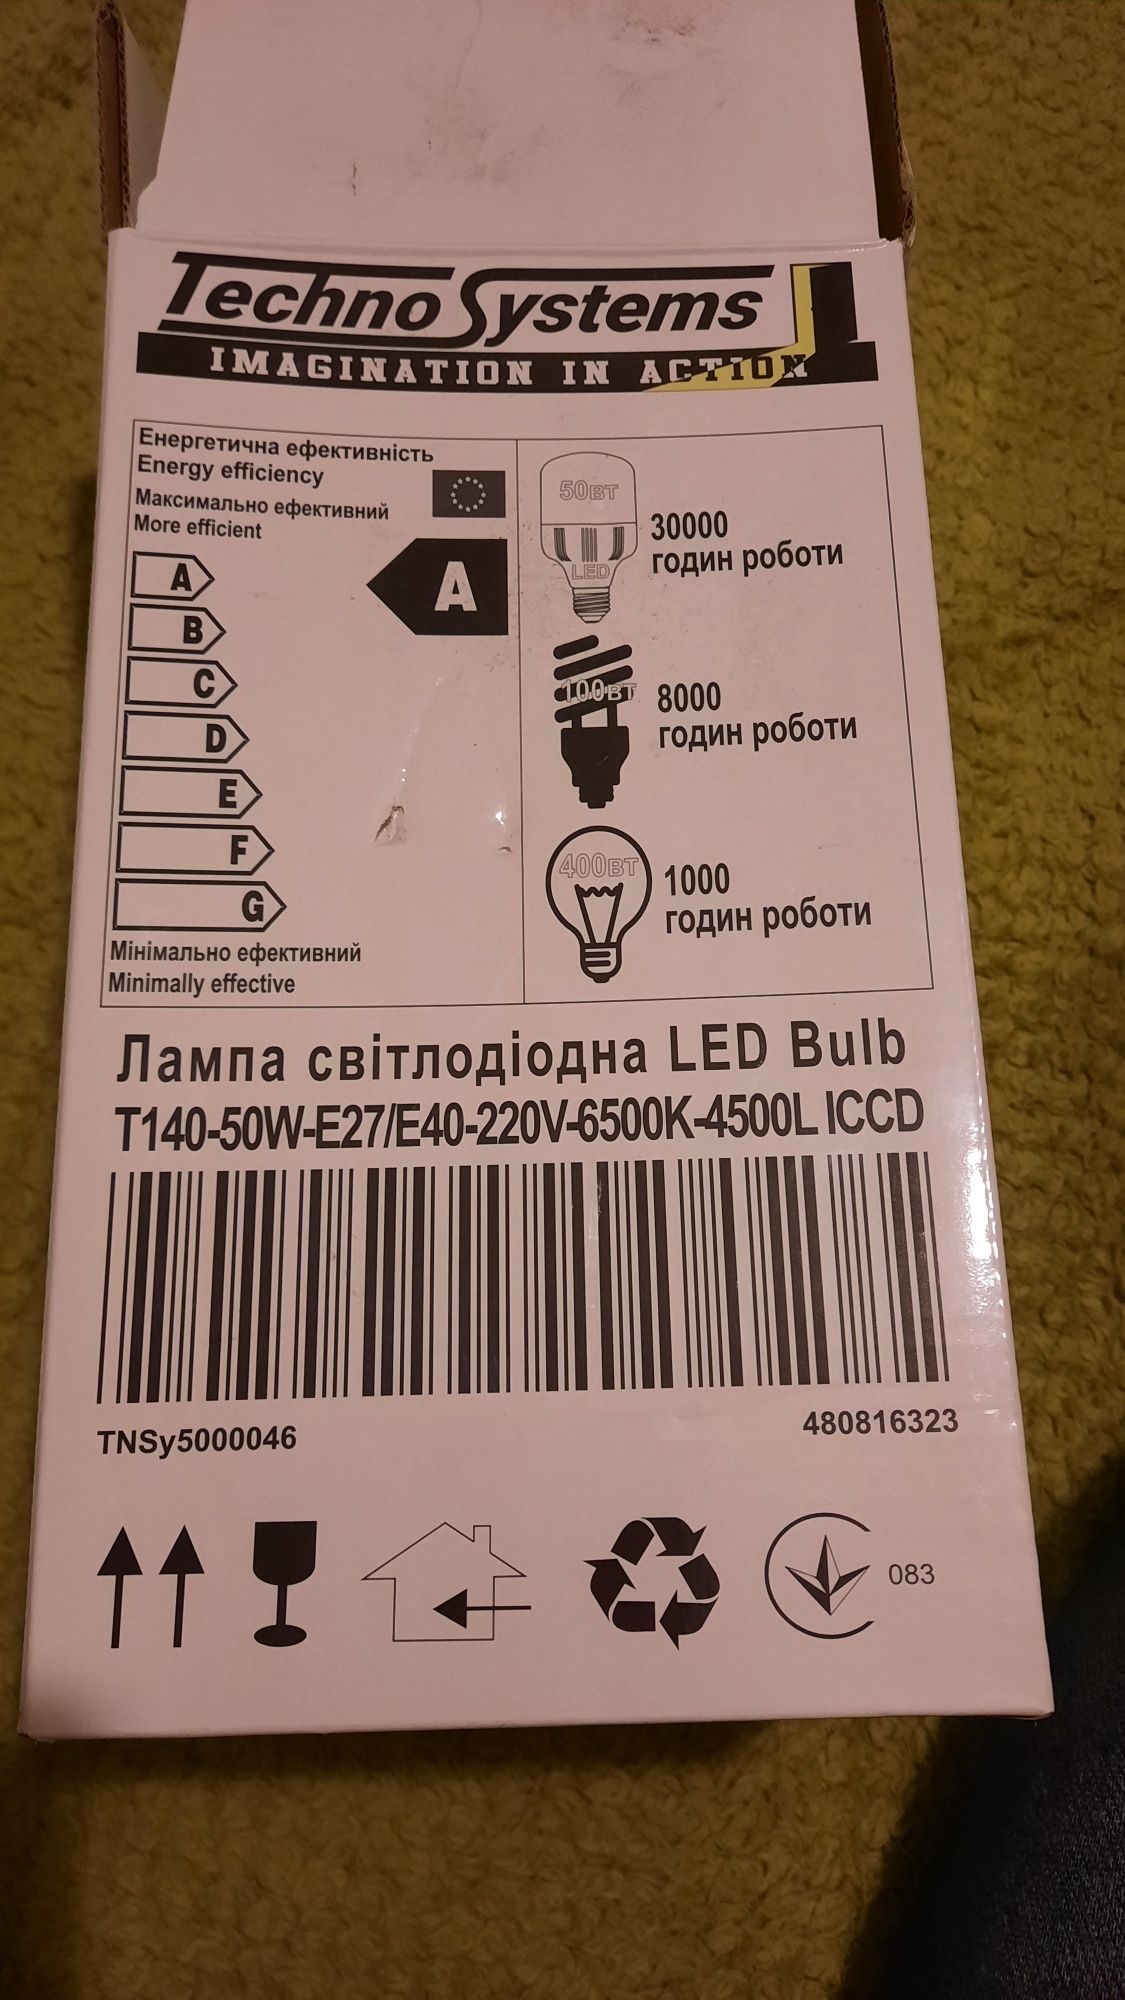 Techno Systems
IMAGINATION IN ACTION
Енергетична ефективність
Energy efficiency
Максимально ефективний
More efficient
A
A
B
C
D
E
F
G
Мінімально ефективний
Minimally effective
50ВТ
LED
30000
годин роботи
100ВТ
8000
годин роботи
400ВТ
1000
годин роботи
Лампа світлодіодна LED Bulb
T140-50W-E27/E40-220V-6500K-4500L ICCD
TNSy5000046
480816323
083